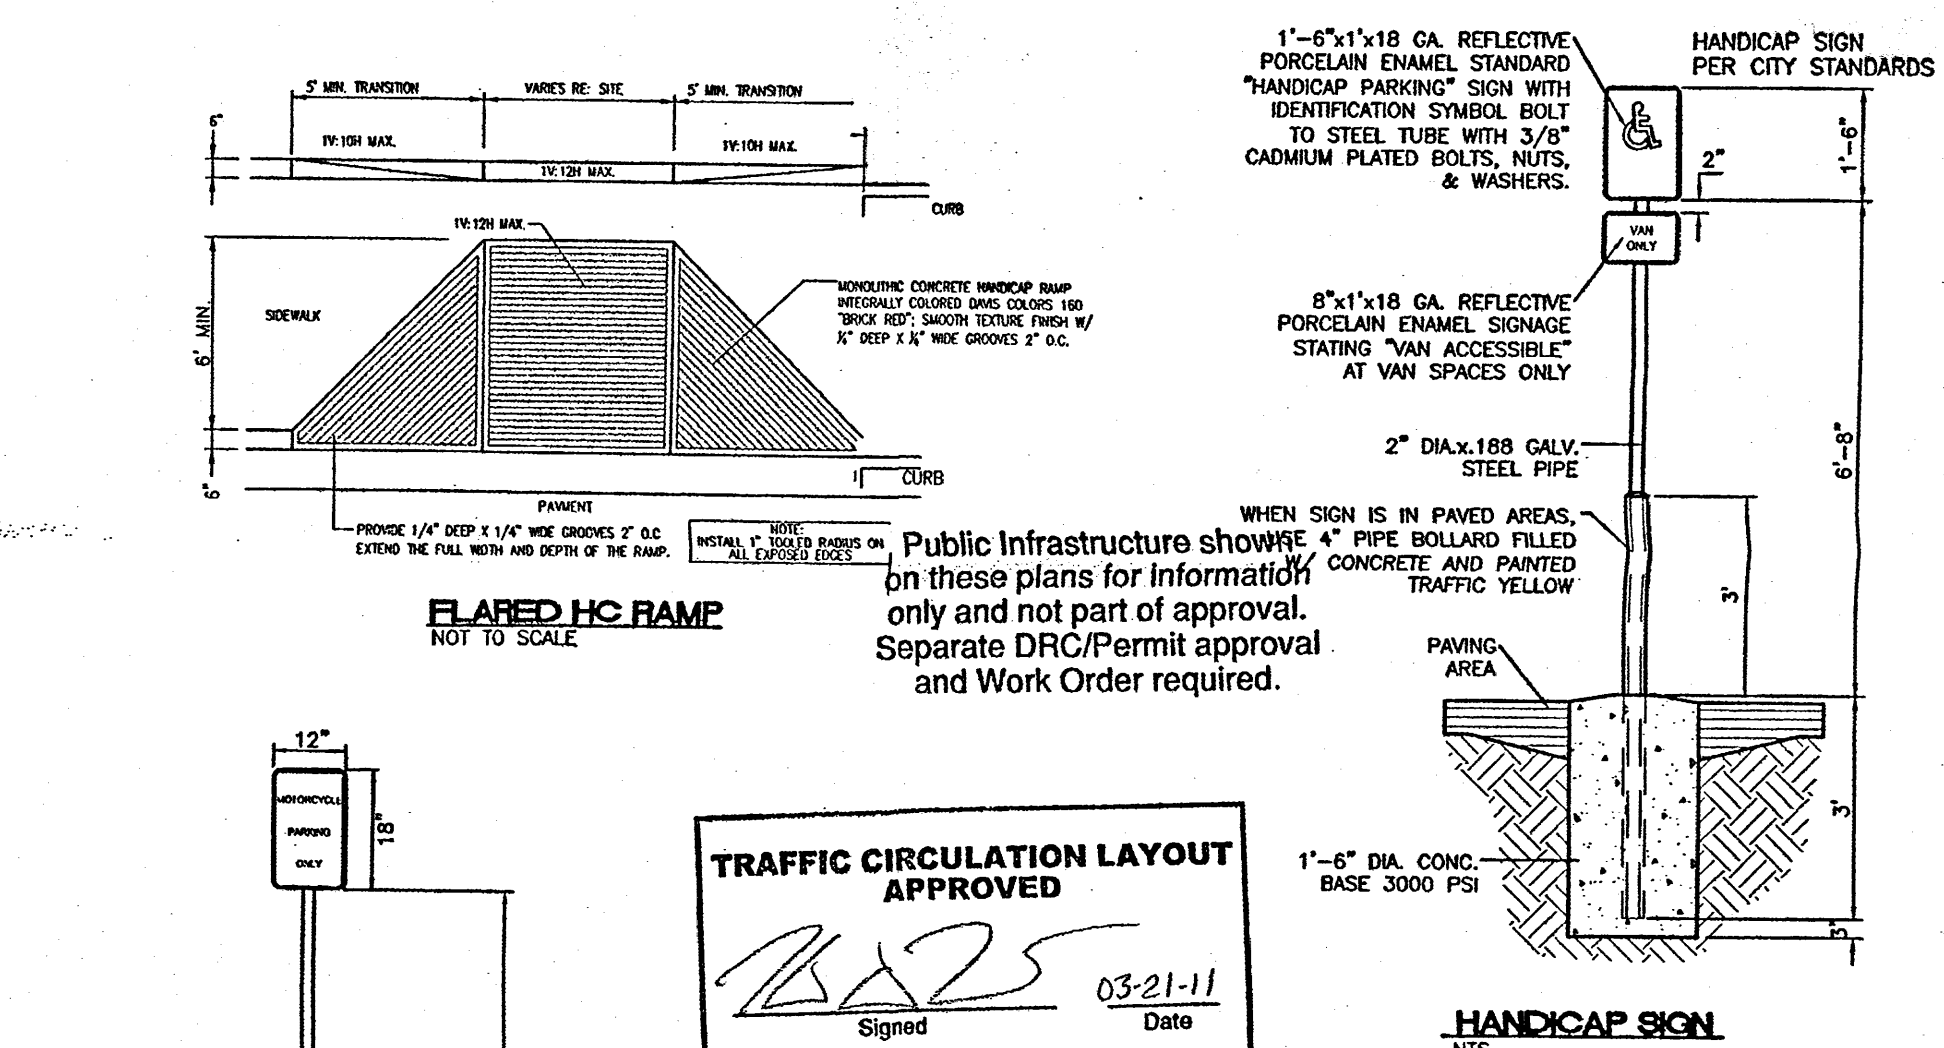 5' MIN. TRANSITION
VARIES RE: SITE
5' MIN. TRANSITION
6"
1V:10H MAX.
1V:12H MAX.
1V:10H MAX.
CURB
1V:12H MAX.
SIDEWALK
6' MIN.
6"
MONOLITHIC CONCRETE HANDICAP RAMP
INTEGRALLY COLORED DAVIS COLORS 160
"BRICK RED"; SMOOTH TEXTURE FINISH W/
¼" DEEP X ¼" WIDE GROOVES 2" O.C.
CURB
PAVMENT
PROVIDE 1/4" DEEP X 1/4" WIDE GROOVES 2" O.C
EXTEND THE FULL WIDTH AND DEPTH OF THE RAMP.
NOTE:
INSTALL 1" TOOLED RADIUS ON
ALL EXPOSED EDGES
FLARED HC RAMP
NOT TO SCALE
Public Infrastructure shown
on these plans for information
only and not part of approval.
Separate DRC/Permit approval
and Work Order required.
1'-6"x1'x18 GA. REFLECTIVE
PORCELAIN ENAMEL STANDARD
"HANDICAP PARKING" SIGN WITH
IDENTIFICATION SYMBOL BOLT
TO STEEL TUBE WITH 3/8"
CADMIUM PLATED BOLTS, NUTS,
& WASHERS.
HANDICAP SIGN
PER CITY STANDARDS
1'-6"
2"
VAN
ONLY
8"x1'x18 GA. REFLECTIVE
PORCELAIN ENAMEL SIGNAGE
STATING "VAN ACCESSIBLE"
AT VAN SPACES ONLY
2" DIA.x.188 GALV.
STEEL PIPE
6'-8"
WHEN SIGN IS IN PAVED AREAS,
USE 4" PIPE BOLLARD FILLED
W/ CONCRETE AND PAINTED
TRAFFIC YELLOW
3'
PAVING
AREA
3'
1'-6" DIA. CONC.
BASE 3000 PSI
3"
HANDICAP SIGN
NTS
12"
18"
MOTORCYCLE
PARKING
ONLY
TRAFFIC CIRCULATION LAYOUT
APPROVED
03-21-11
Signed
Date